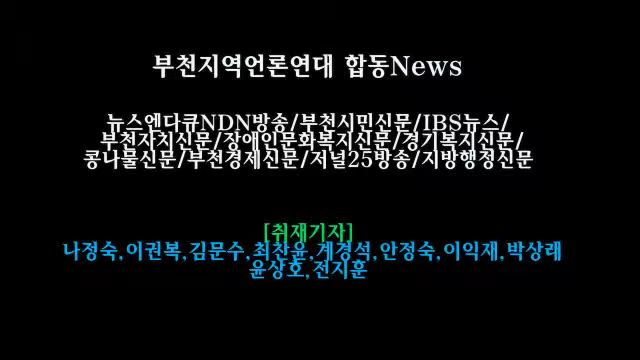 부천지역언론연대 합동News
뉴스엔다큐NDN방송/부천시민신문/IBS뉴스/
부천자치신문/장애인문화복지신문/경기복지신문/
콩나물신문/부천경제신문/저널25방송/지방행정신문
[취재기자]
나정숙,이권복,김문수,최찬윤,계경석,안정숙,이익재,박상래
윤상호,전지훈